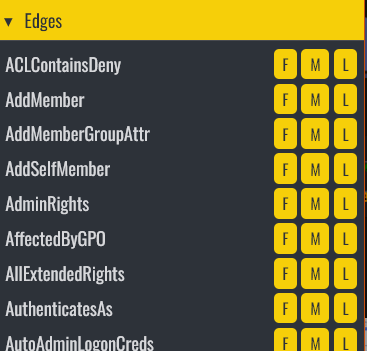 ▼ Edges
ACLContainsDeny F M L
AddMember F M L
AddMemberGroupAttr F M L
AddSelfMember F M L
AdminRights F M L
AffectedByGPO F M L
AllExtendedRights F M L
AuthenticatesAs F M L
AutoAdminLogonCreds F M L